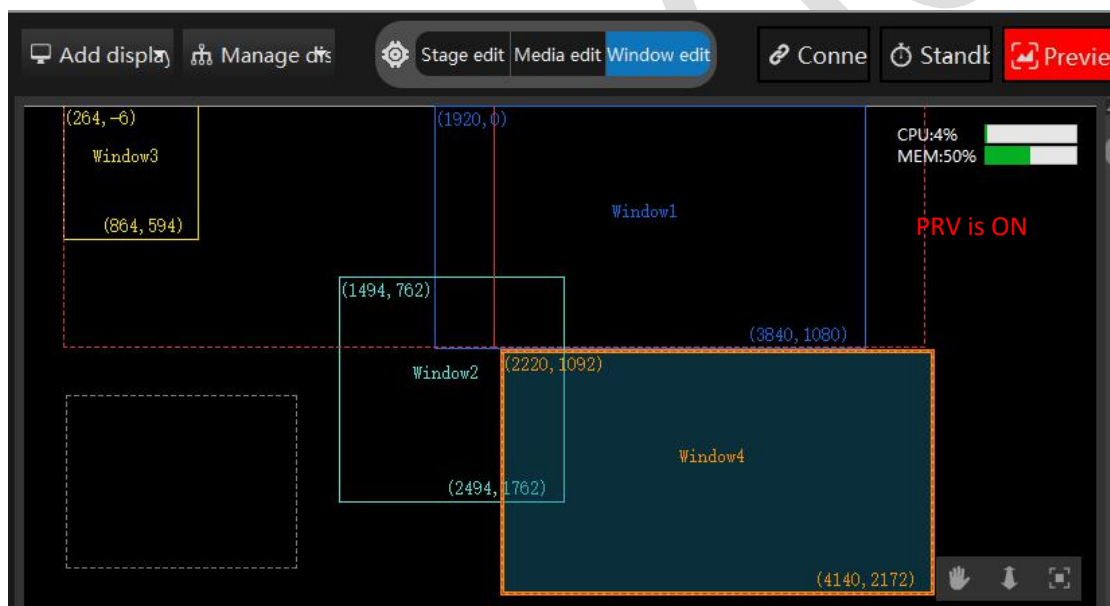 Add display Manage dis Stage edit Media edit Window edit Conne Standb Previe
(264,-6) (1920,0)
CPU:4%
Window3
MEM:50%
Window1
(864,594) PRV is ON
(1494,762)
(3840,1080)
(2220,1092)
Window2
Window4
(2494,1762)
(4140,2172)